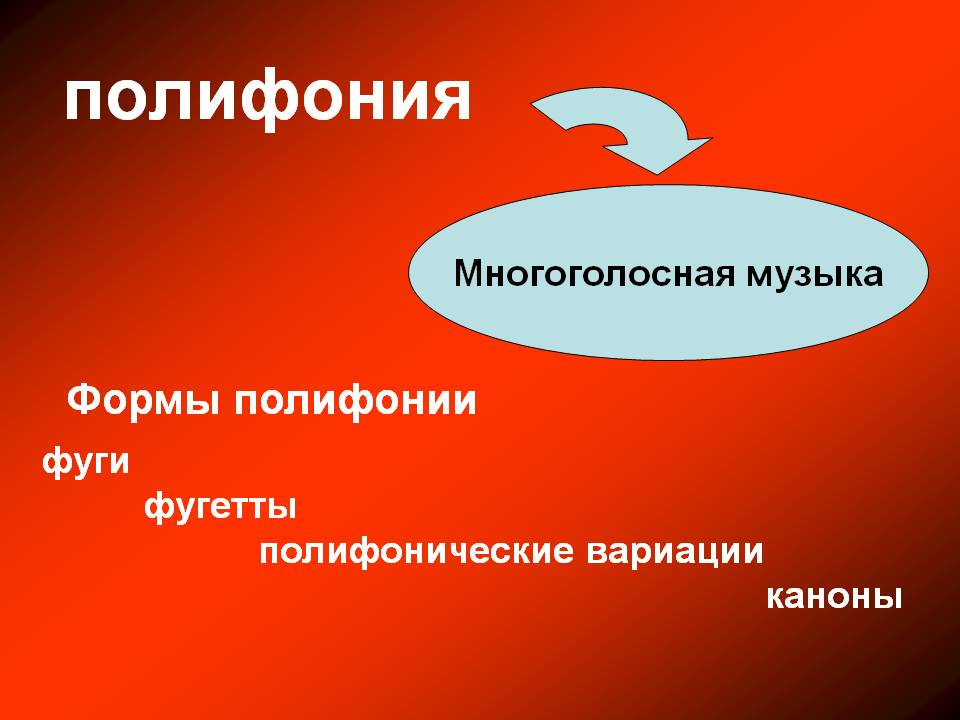 полифония
Многоголосная музыка
Формы полифонии
фуги
фугетты
полифонические вариации
каноны